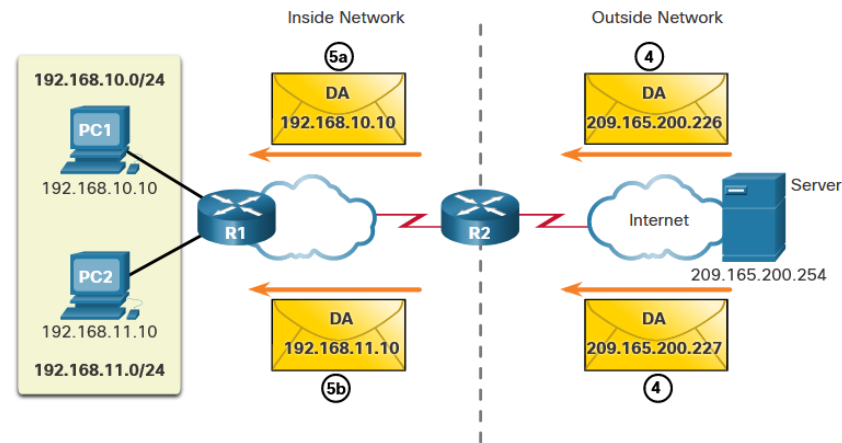 Inside Network
Outside Network
5a
4
192.168.10.0/24
DA
192.168.10.10
DA
209.165.200.226
PC1
192.168.10.10
Server
R1
R2
Internet
PC2
209.165.200.254
192.168.11.10
DA
192.168.11.10
DA
209.165.200.227
192.168.11.0/24
5b
4